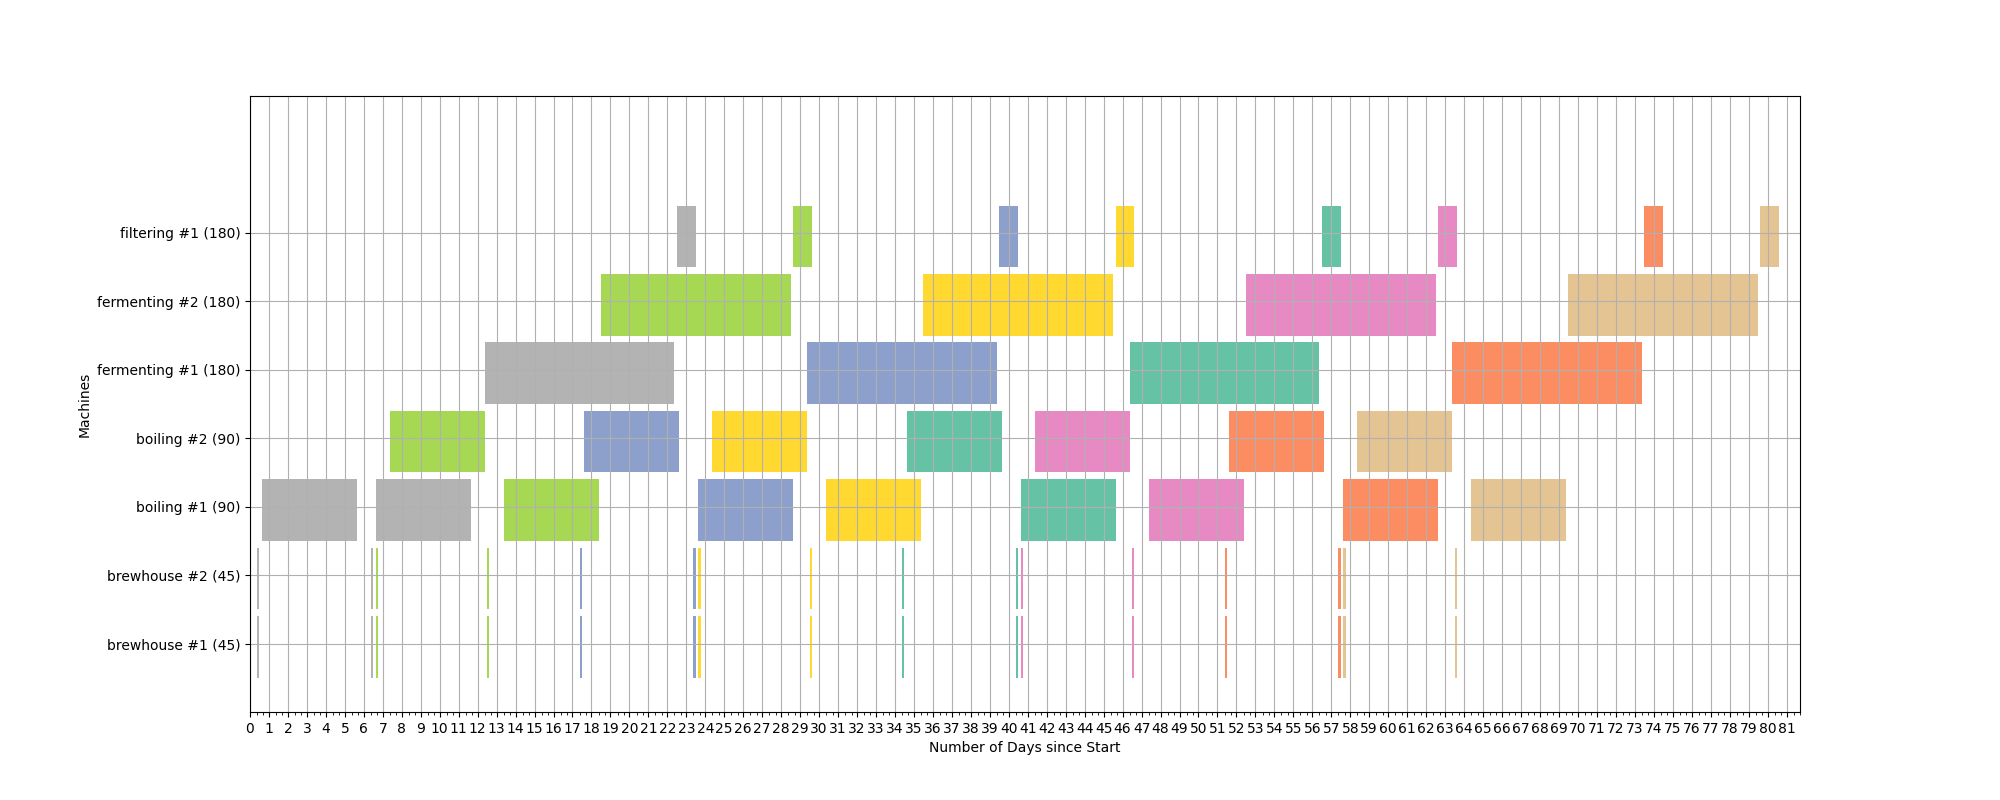 filtering #1 (180)
fermenting #2 (180)
fermenting #1 (180)
boiling #2 (90)
boiling #1 (90)
brewhouse #2 (45)
brewhouse #1 (45)
Machines
0 1 2 3 4 5 6 7 8 9 10 11 12 13 14 15 16 17 18 19 20 21 22 23 24 25 26 27 28 29 30 31 32 33 34 35 36 37 38 39 40 41 42 43 44 45 46 47 48 49 50 51 52 53 54 55 56 57 58 59 60 61 62 63 64 65 66 67 68 69 70 71 72 73 74 75 76 77 78 79 80 81
Number of Days since Start